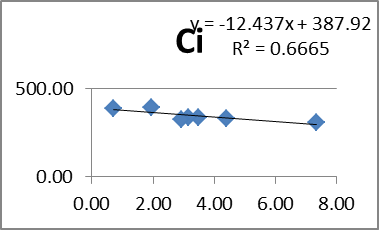 y = -12.437x + 387.92
R² = 0.6665
Ci
500.00
0.00
0.00 2.00 4.00 6.00 8.00